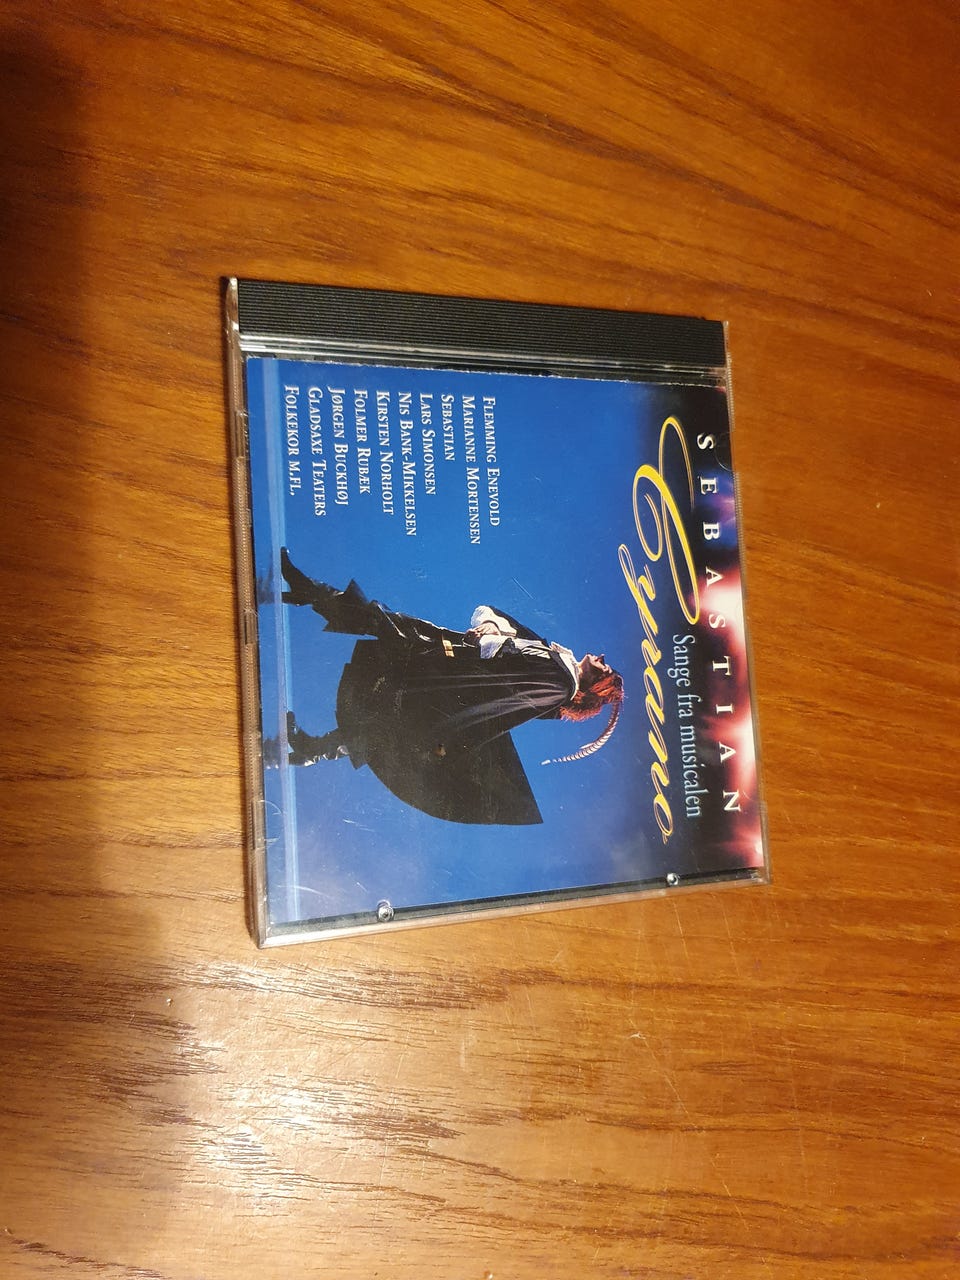 SEBASTIAN
Sange fra musicalen
Cyrano
FLEMMING ENEVOLD
MARIANNE MORTENSEN
SEBASTIAN
LARS SIMONSEN
NIS BANK-MIKKELSEN
KIRSTEN NORHOLT
FOLMER RUBÆK
JØRGEN BUCKHØJ
GLADSAXE TEATERS
FOLKEKOR M.FL.